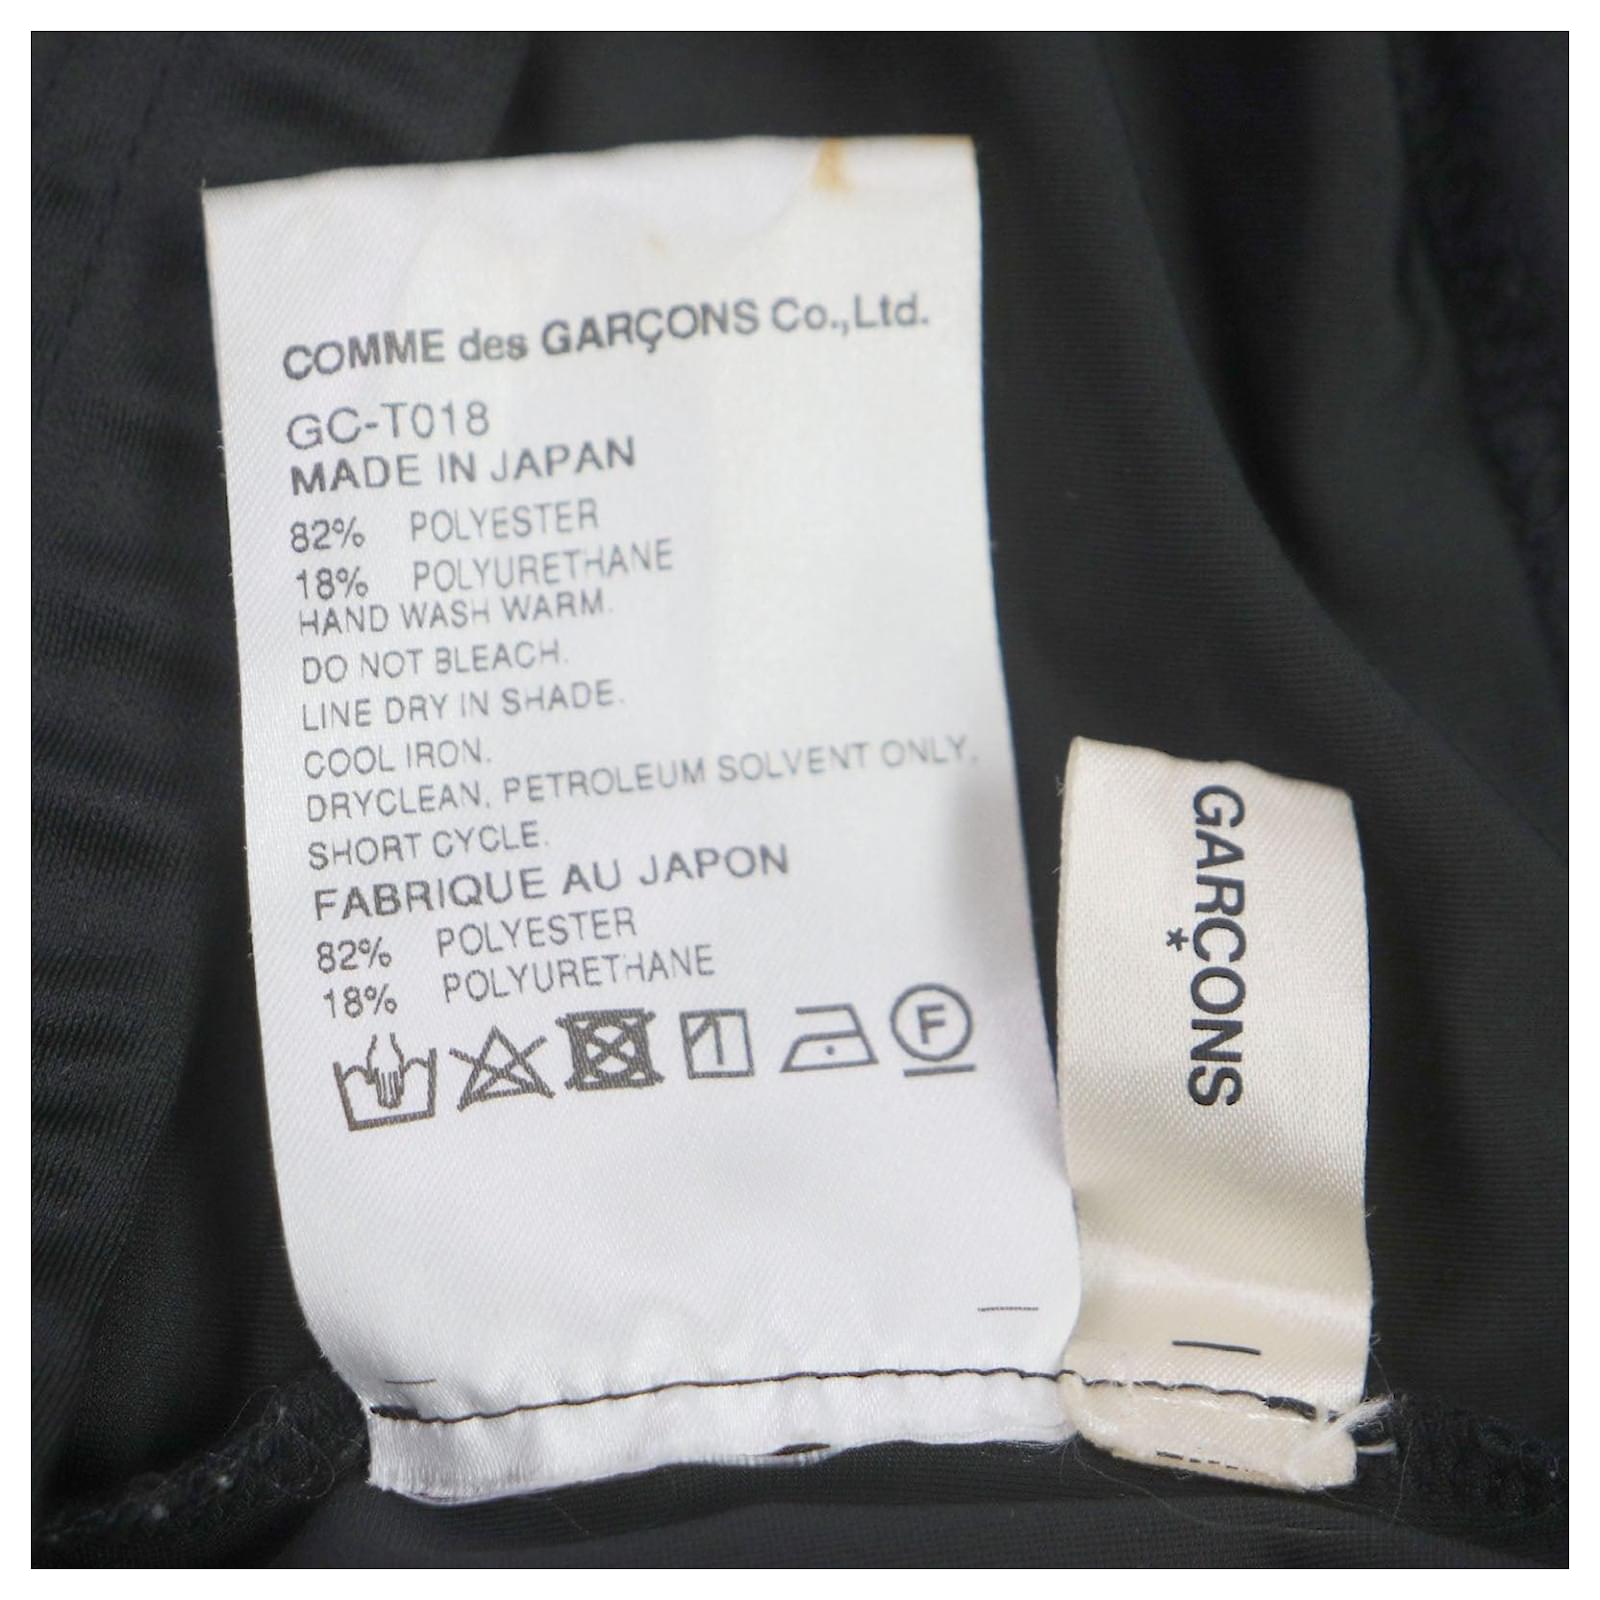 COMME des GARÇONS Co.,Ltd.
GC-T018
MADE IN JAPAN
82% POLYESTER
18% POLYURETHANE
HAND WASH WARM.
DO NOT BLEACH.
LINE DRY IN SHADE.
COOL IRON.
DRYCLEAN, PETROLEUM SOLVENT ONLY,
SHORT CYCLE.
FABRIQUE AU JAPON
82% POLYESTER
18% POLYURETHANE
F
GARÇONS